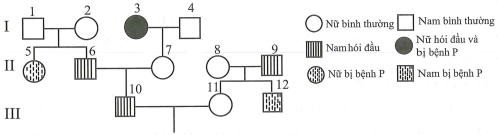 1 2 3 4
I
Nữ bình thường
Nam bình thường
5 6 7 8 9
II
Nam hói đầu
Nữ hói đầu và
bị bệnh P
10 11 12
III
Nữ bị bệnh P
Nam bị bệnh P